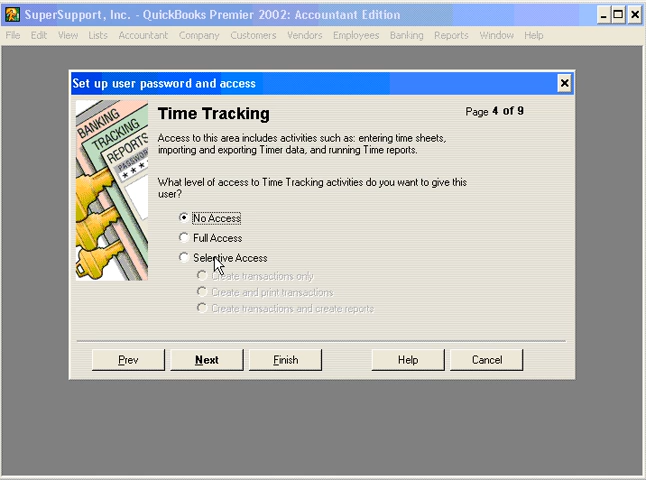 SuperSupport, Inc. - QuickBooks Premier 2002: Accountant Edition
File Edit View Lists Accountant Company Customers Vendors Employees Banking Reports Window Help
Set up user password and access
BANKING
TRACKING
REPORTS
Time Tracking
Page 4 of 9
Access to this area includes activities such as: entering time sheets,
importing and exporting Timer data, and running Time reports.
What level of access to Time Tracking activities do you want to give this
user?
No Access
Full Access
Selective Access
Create transactions only
Create and print transactions
Create transactions and create reports
Prev Next Finish Help Cancel